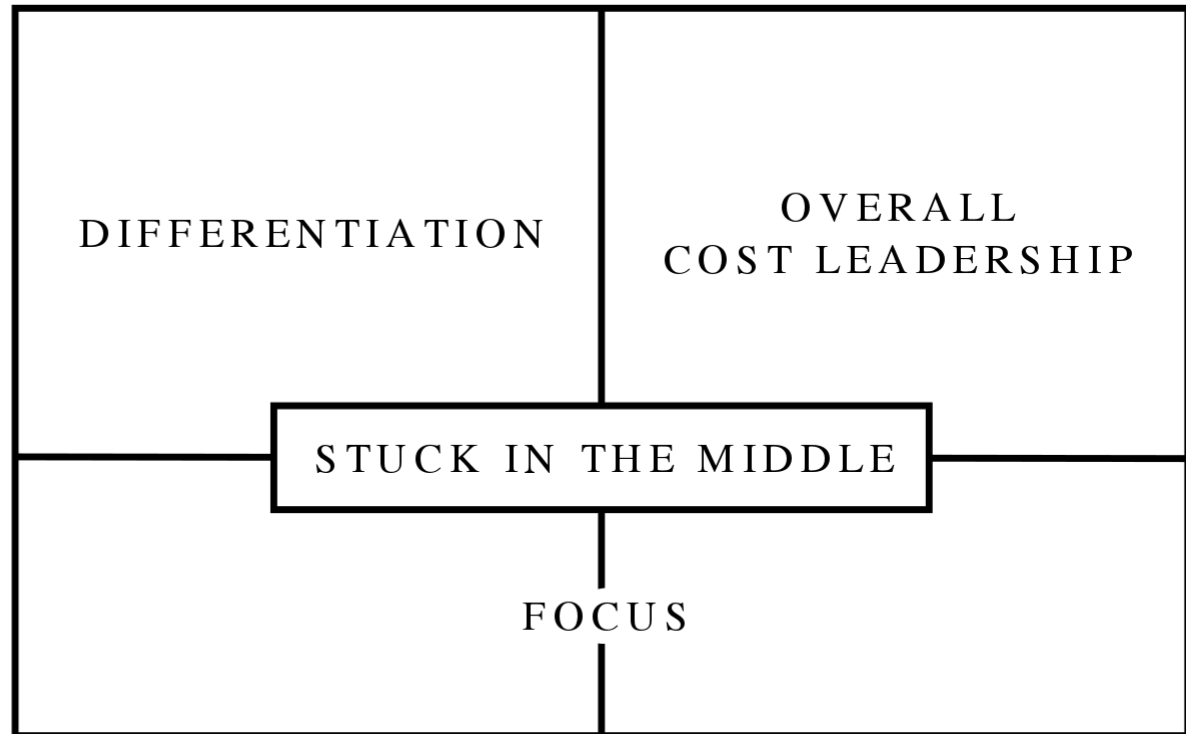 DIFFERENTIATION
OVERALL
COST LEADERSHIP
STUCK IN THE MIDDLE
FOCUS